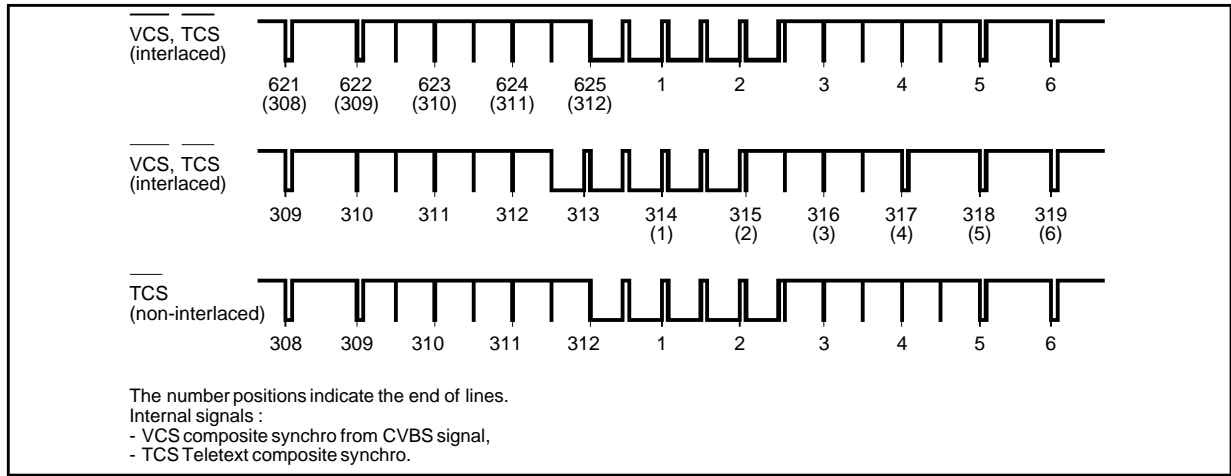 VCS, TCS
(interlaced)
621 622 623 624 625 1 2 3 4 5 6
(308) (309) (310) (311) (312)
VCS, TCS
(interlaced)
309 310 311 312 313 314 315 316 317 318 319
(1) (2) (3) (4) (5) (6)
TCS
(non-interlaced)
308 309 310 311 312 1 2 3 4 5 6
The number positions indicate the end of lines.
Internal signals :
- VCS composite synchro from CVBS signal,
- TCS Teletext composite synchro.